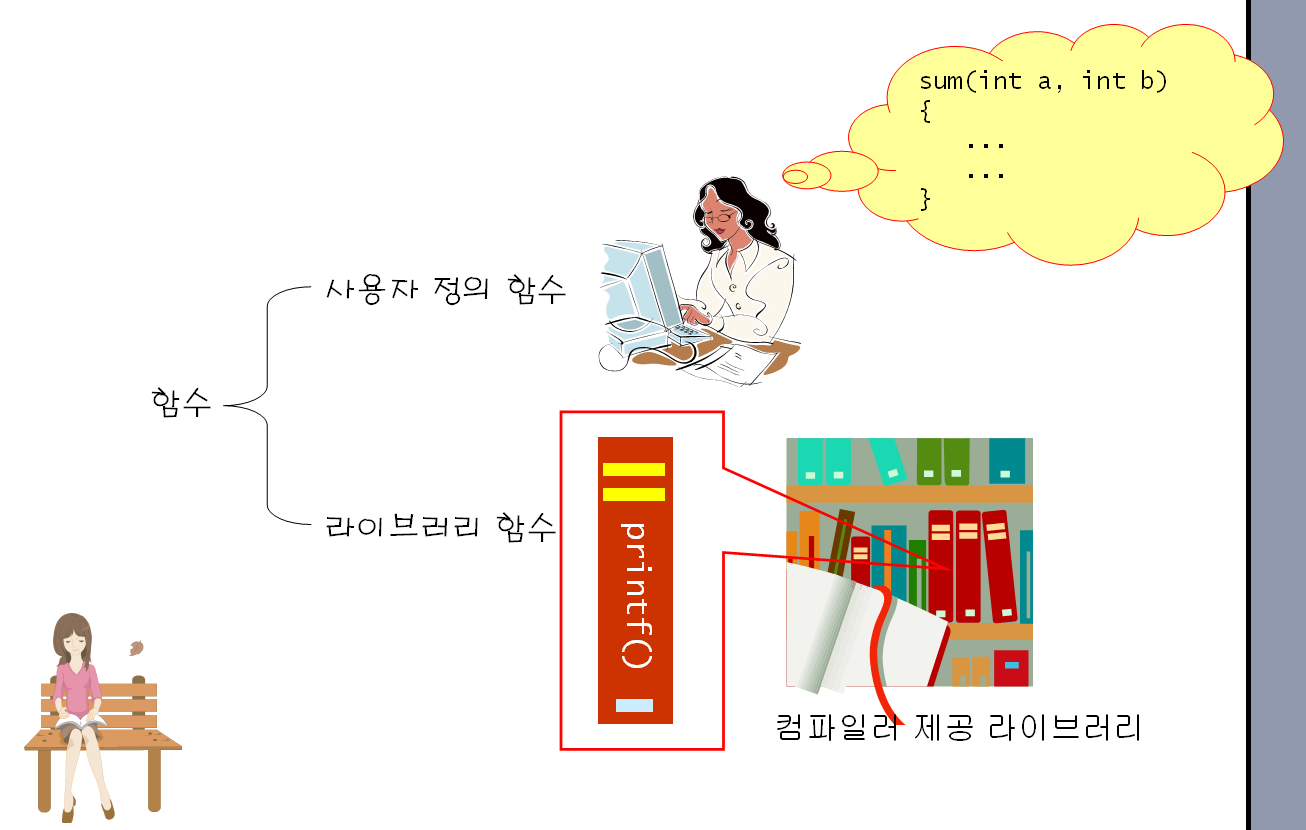 sum(int a, int b)
{
...
...
}
사용자 정의 함수
함수
라이브러리 함수
printf()
컴파일러 제공 라이브러리